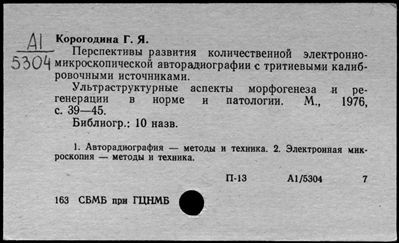 А1
5304
Корогодина Г. Я.
Перспективы развития количественной электронно-
микроскопической авторадиографии с тритиевыми калиб-
ровочными источниками.
Ультраструктурные аспекты морфогенеза и ре-
генерации в норме и патологии. М., 1976,
с. 39—45.
Библиогр.: 10 назв.
1. Авторадиография — методы и техника. 2. Электронная мик-
роскопия — методы и техника.
П-13 А1/5304 7
163 СБМБ при ГЦНМБ